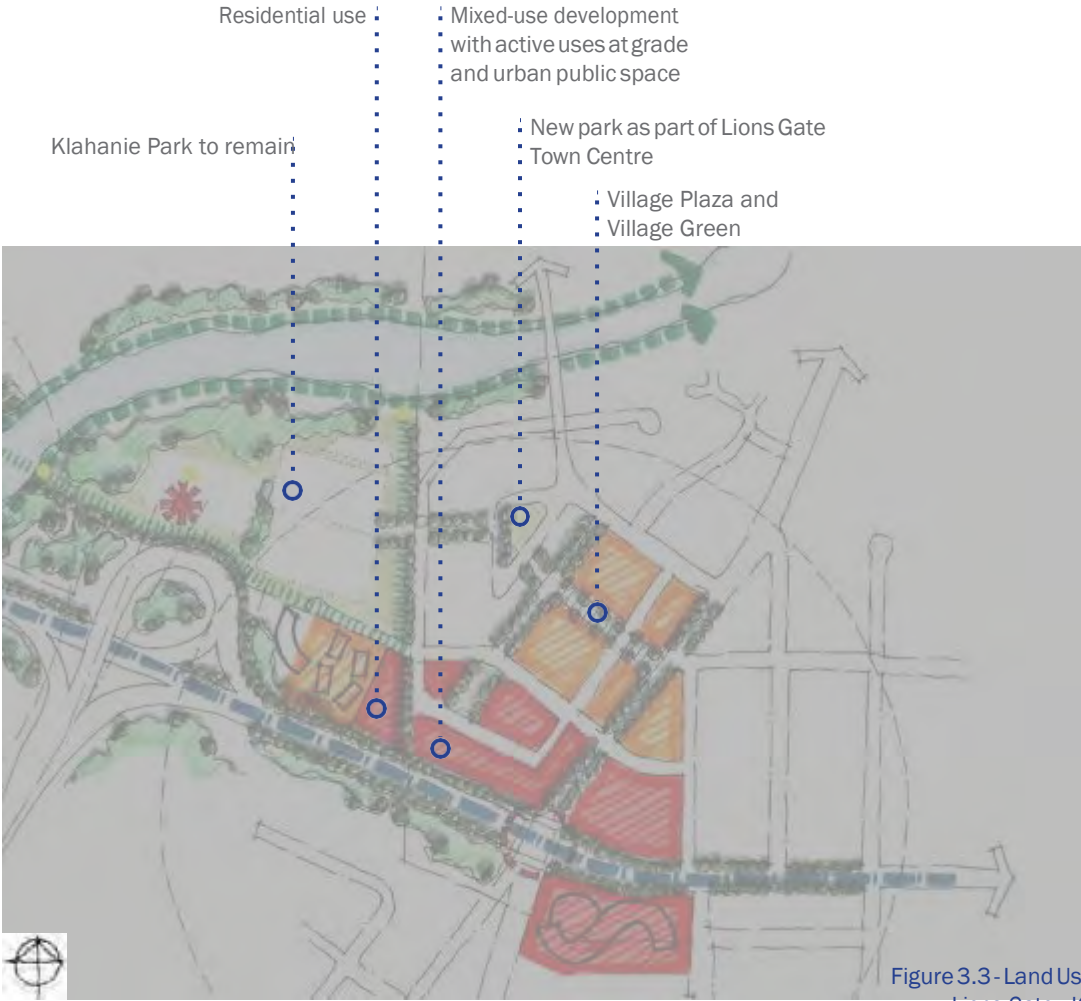 Residential use
Mixed-use development
with active uses at grade
and urban public space
Klahanie Park to remain
New park as part of Lions Gate
Town Centre
Village Plaza and
Village Green
Figure 3.3 - Land Us